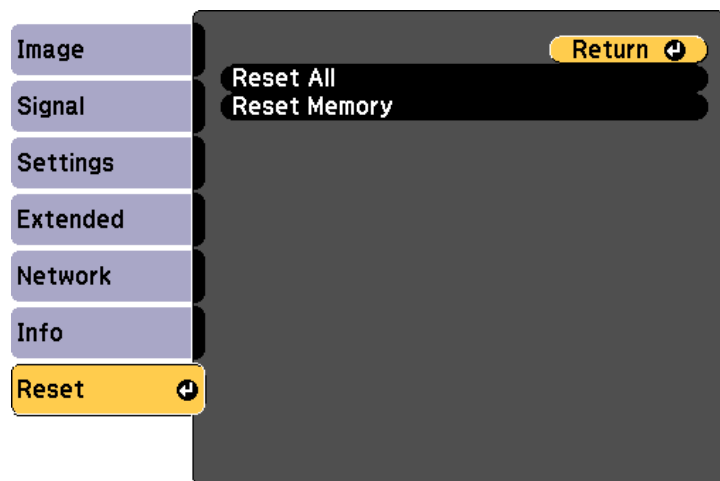 Image
Signal
Settings
Extended
Network
Info
Reset
Return
Reset All
Reset Memory